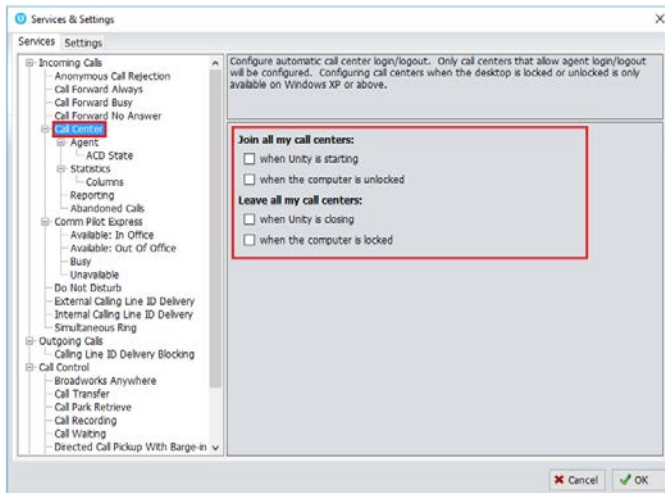 Services & Settings
Services Settings
Incoming Calls
Anonymous Call Rejection
Call Forward Always
Call Forward Busy
Call Forward No Answer
Call Center
Agent
ACD State
Statistics
Columns
Reporting
Abandoned Calls
Comm Pilot Express
Available: In Office
Available: Out Of Office
Busy
Unavailable
Do Not Disturb
External Calling Line ID Delivery
Internal Calling Line ID Delivery
Simultaneous Ring
Outgoing Calls
Calling Line ID Delivery Blocking
Call Control
Broadworks Anywhere
Call Transfer
Call Park Retrieve
Call Recording
Call Waiting
Directed Call Pickup With Barge-in
Configure automatic call center login/logout. Only call centers that allow agent login/logout
will be configured. Configuring call centers when the desktop is locked or unlocked is only
available on Windows XP or above.
Join all my call centers:
when Unity is starting
when the computer is unlocked
Leave all my call centers:
when Unity is closing
when the computer is locked
Cancel OK